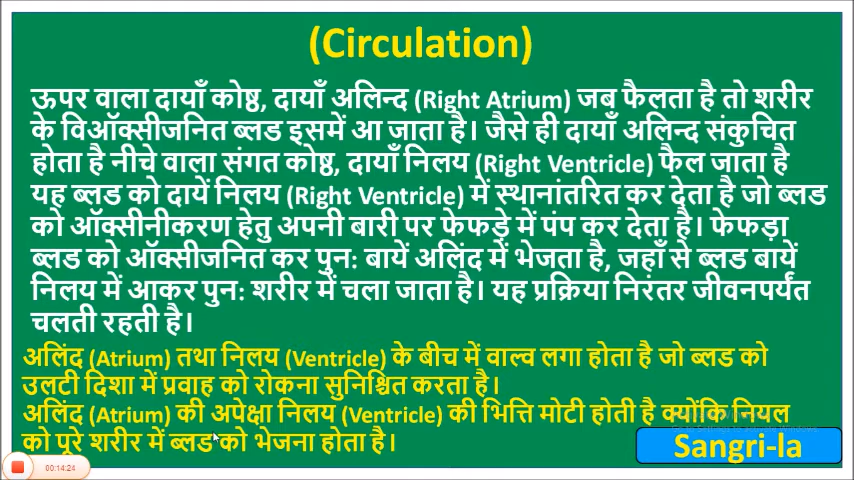 (Circulation)
ऊपर वाला दायाँ कोष्ठ, दायाँ अलिन्द (Right Atrium) जब फैलता है तो शरीर
के विऑक्सीजनित ब्लड इसमें आ जाता है। जैसे ही दायाँ अलिन्द संकुचित
होता है नीचे वाला संगत कोष्ठ, दायाँ निलय (Right Ventricle) फैल जाता है
यह ब्लड को दायें निलय (Right Ventricle) में स्थानांतरित कर देता है जो ब्लड
को ऑक्सीनीकरण हेतु अपनी बारी पर फेफड़े में पंप कर देता है। फेफड़ा
ब्लड को ऑक्सीजनित कर पुन: बायें अलिंद में भेजता है, जहाँ से ब्लड बायें
निलय में आकर पुन: शरीर में चला जाता है। यह प्रक्रिया निरंतर जीवनपर्यंत
चलती रहती है।
अलिंद (Atrium) तथा निलय (Ventricle) के बीच में वाल्व लगा होता है जो ब्लड को
उलटी दिशा में प्रवाह को रोकना सुनिश्चित करता है।
अलिंद (Atrium) की अपेक्षा निलय (Ventricle) की भित्ति मोटी होती है क्योंकि नियल
को पूरे शरीर में ब्लड को भेजना होता है।
Sangri-la
00:14:24